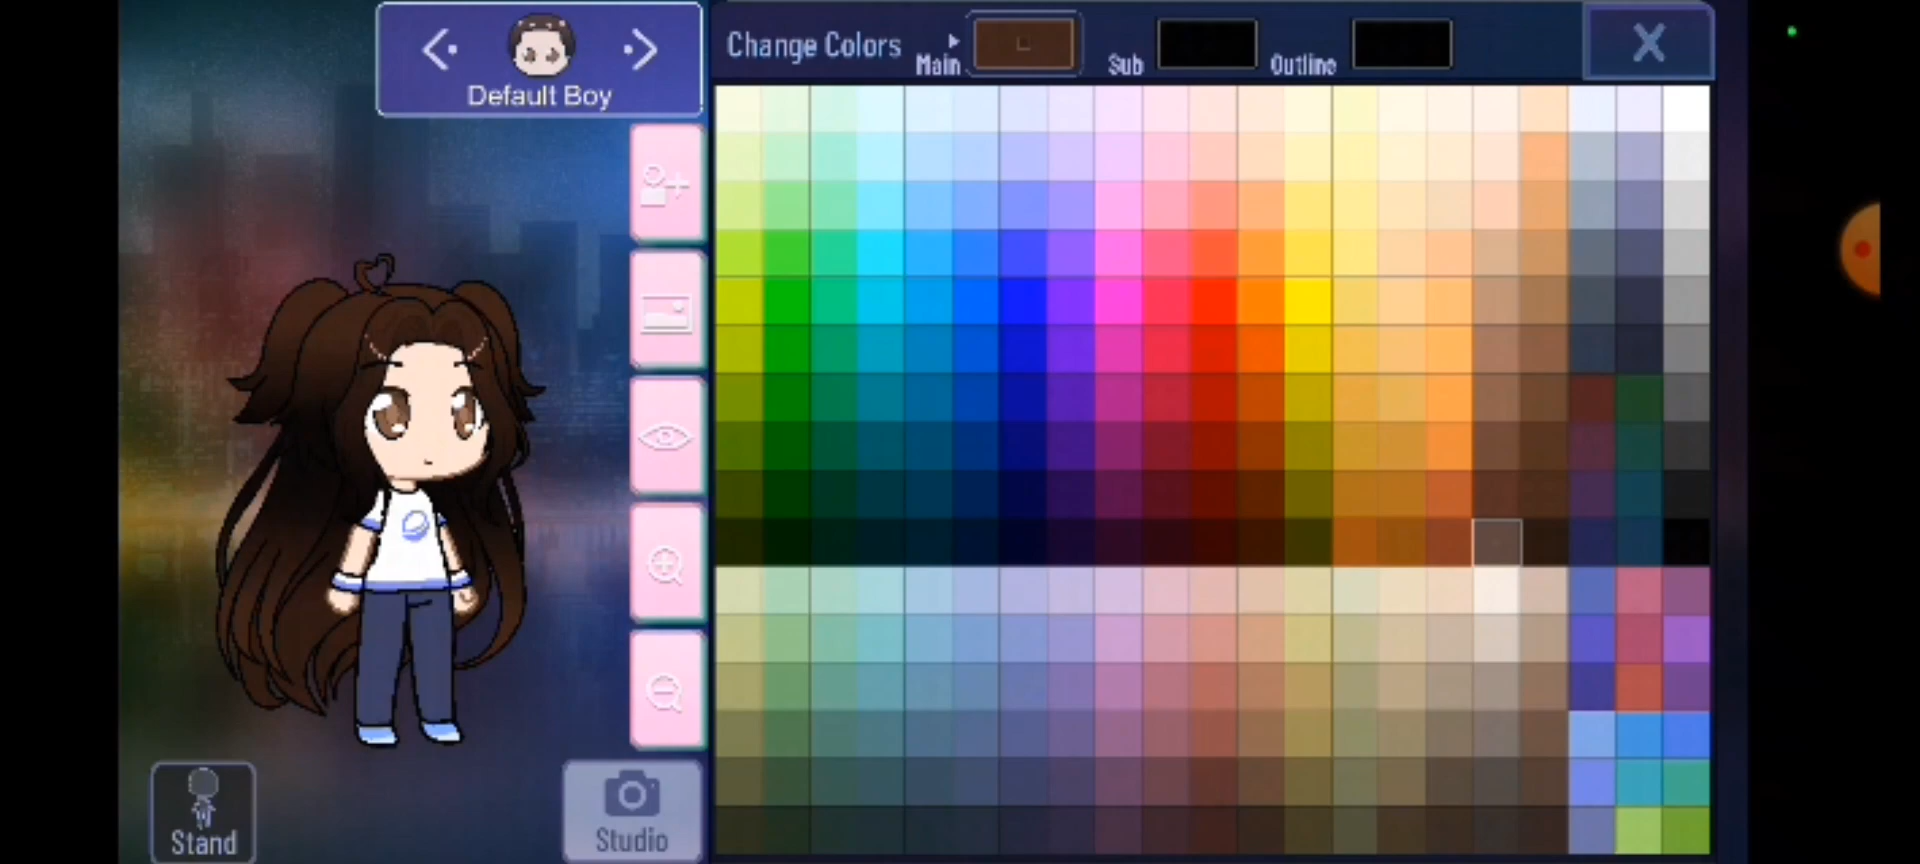 Default Boy
Change Colors
Main
Sub
Outline
X
Stand
Studio